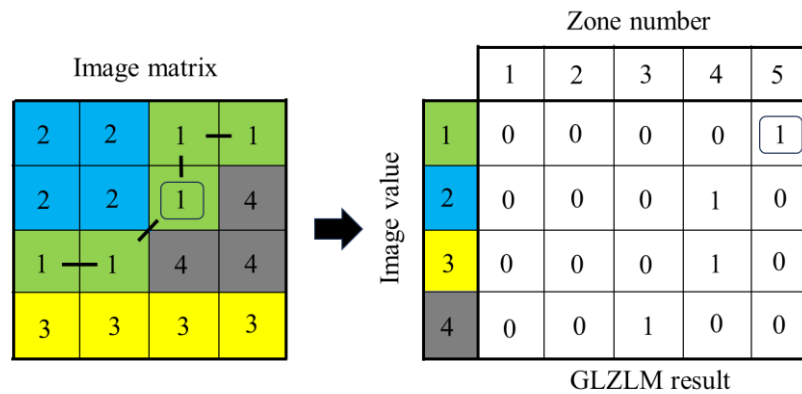 Image matrix
2 2 1 1
2 2 1 4
1 1 4 4
3 3 3 3
Zone number
1 2 3 4 5
Image value
1 0 0 0 0 1
2 0 0 0 1 0
3 0 0 0 1 0
4 0 0 1 0 0
GLZLM result